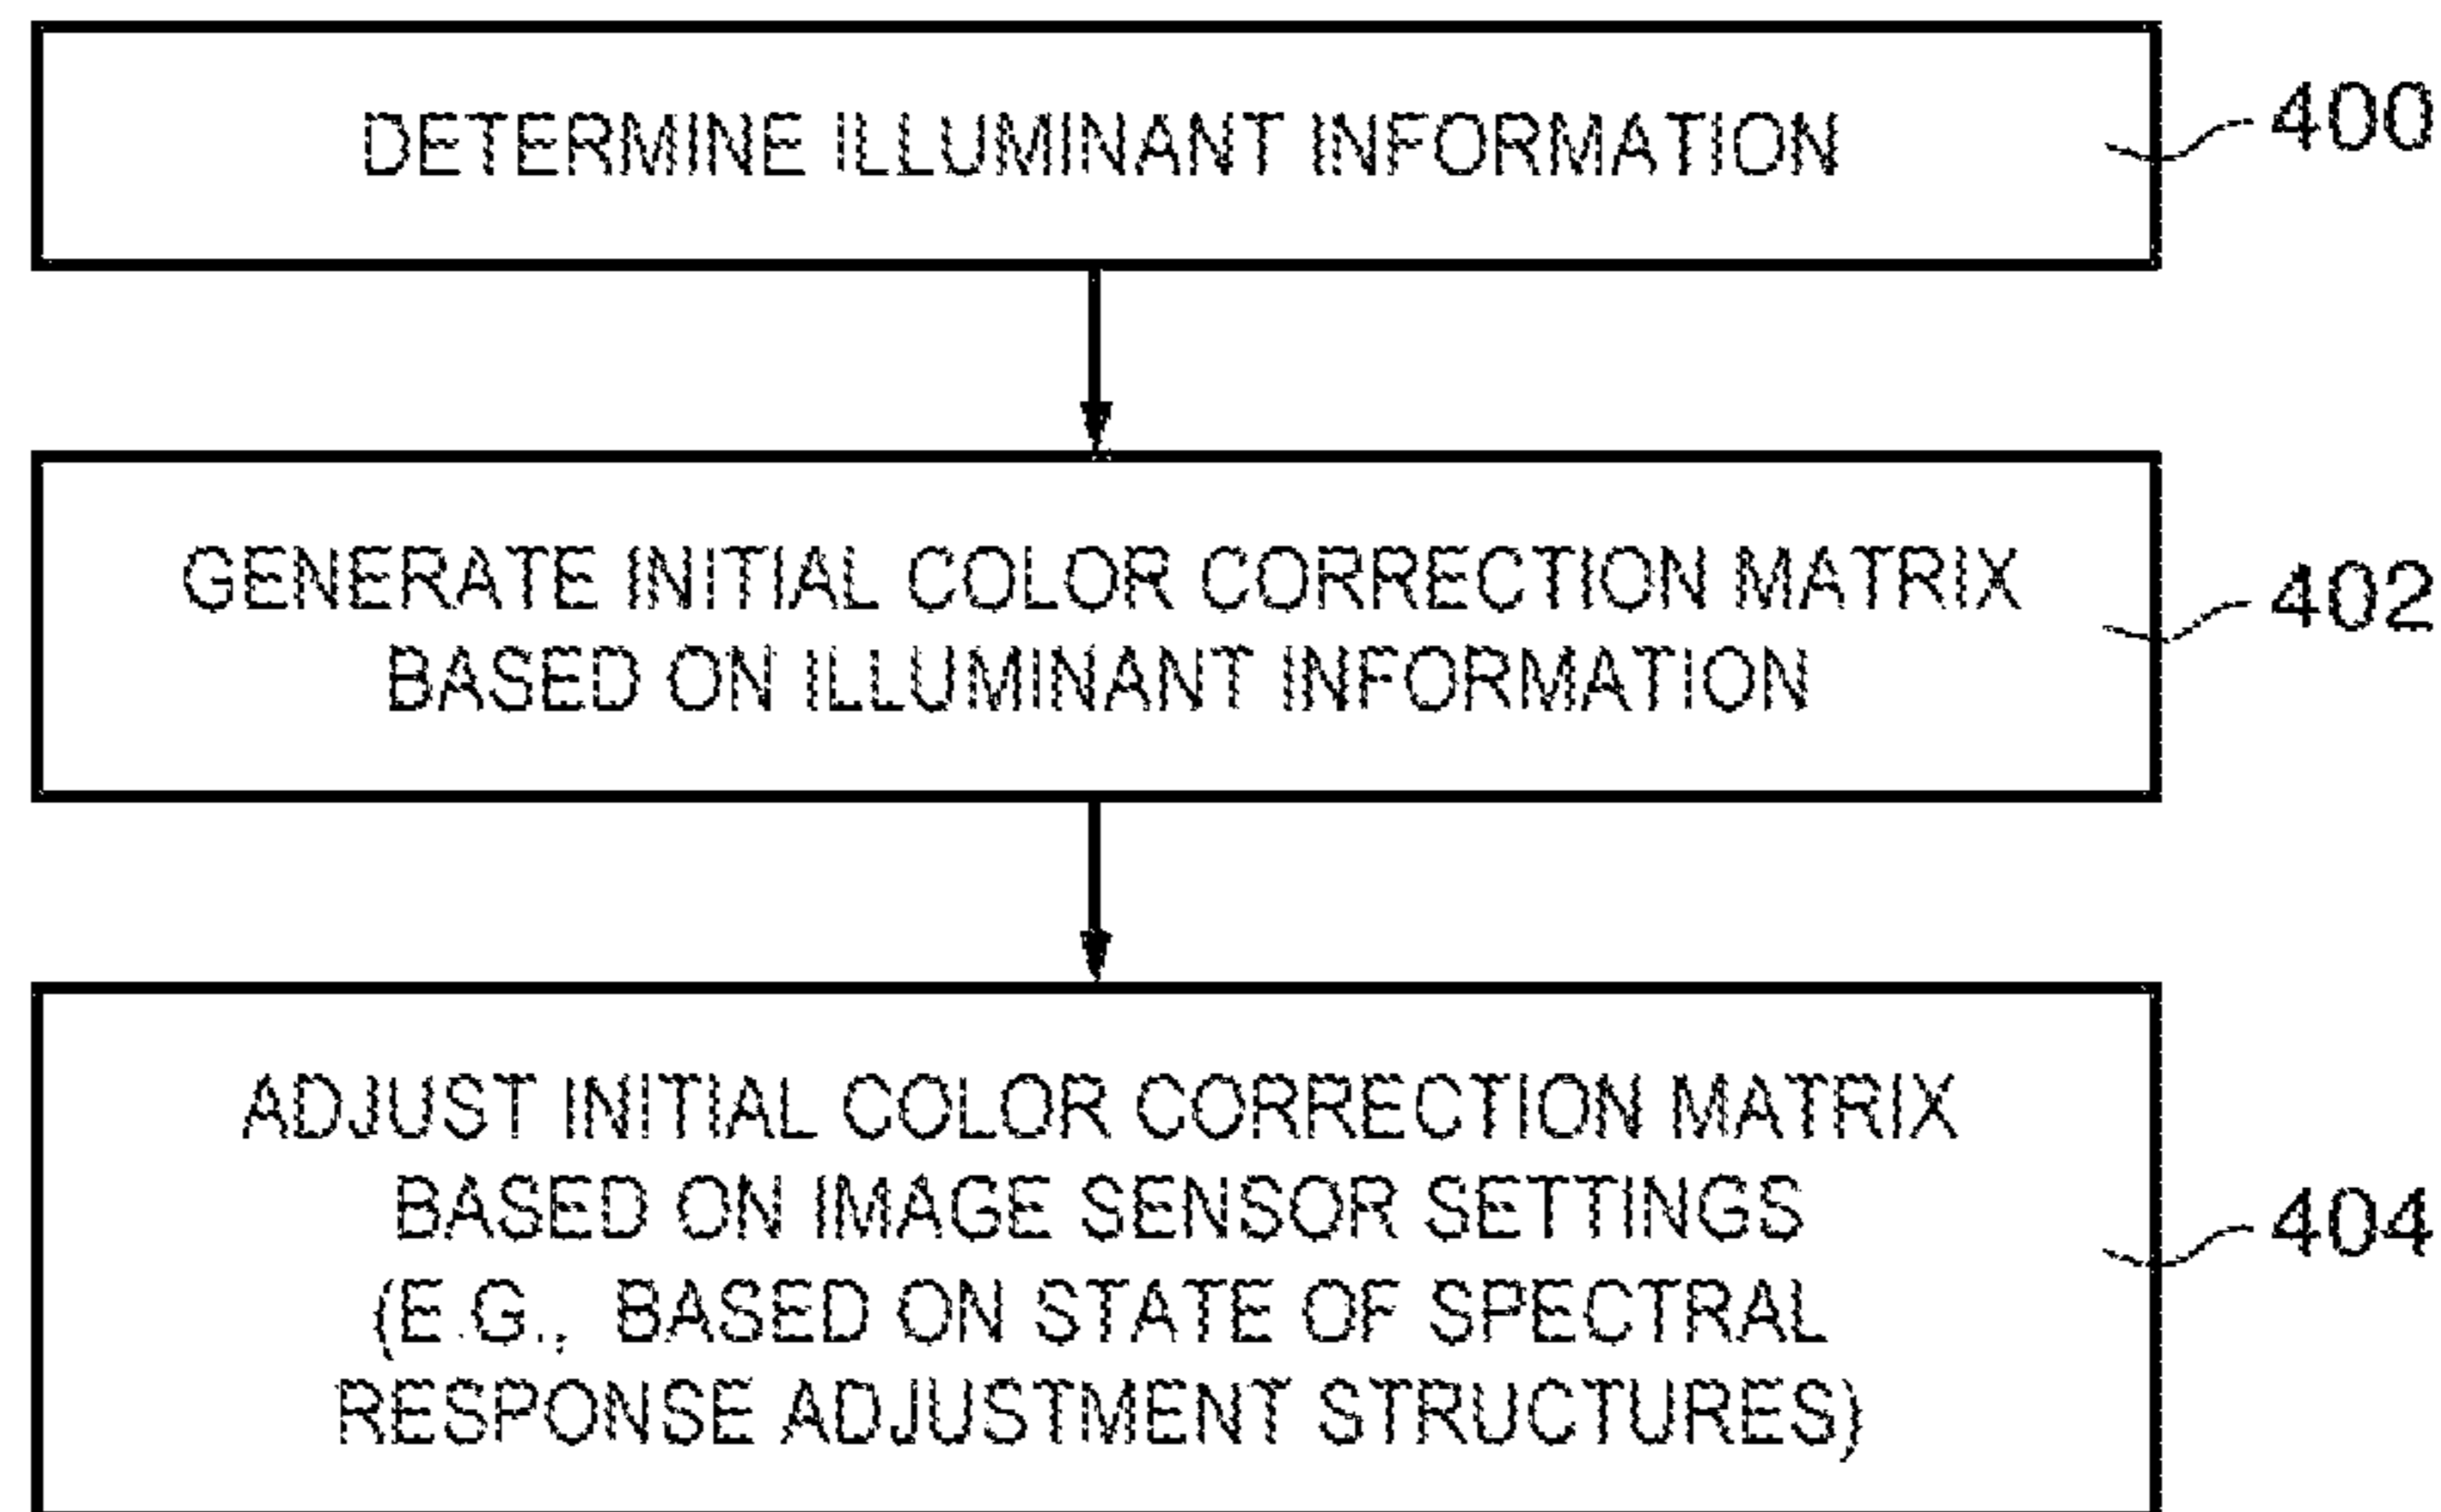 DETERMINE ILLUMINANT INFORMATION
400
GENERATE INITIAL COLOR CORRECTION MATRIX
BASED ON ILLUMINANT INFORMATION
402
ADJUST INITIAL COLOR CORRECTION MATRIX
BASED ON IMAGE SENSOR SETTINGS
(E.G., BASED ON STATE OF SPECTRAL
RESPONSE ADJUSTMENT STRUCTURES)
404